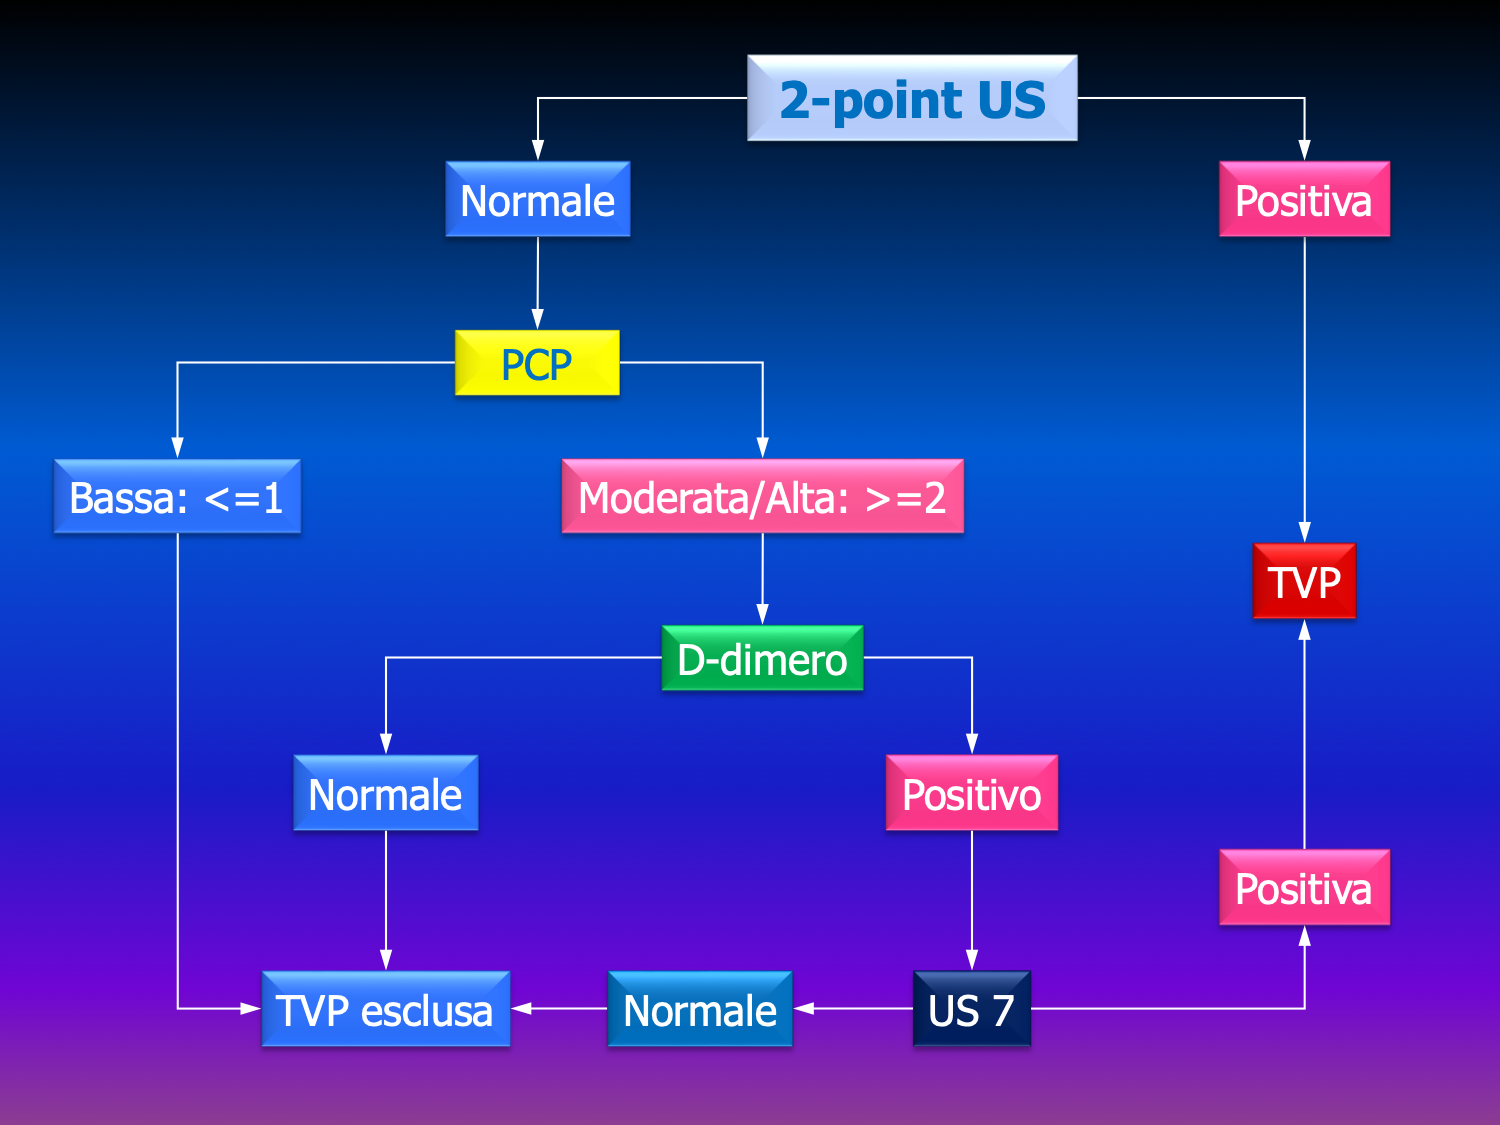 2-point US
Normale
Positiva
PCP
Bassa: <=1
Moderata/Alta: >=2
TVP
D-dimero
Normale
Positivo
Positiva
TVP esclusa
Normale
US 7